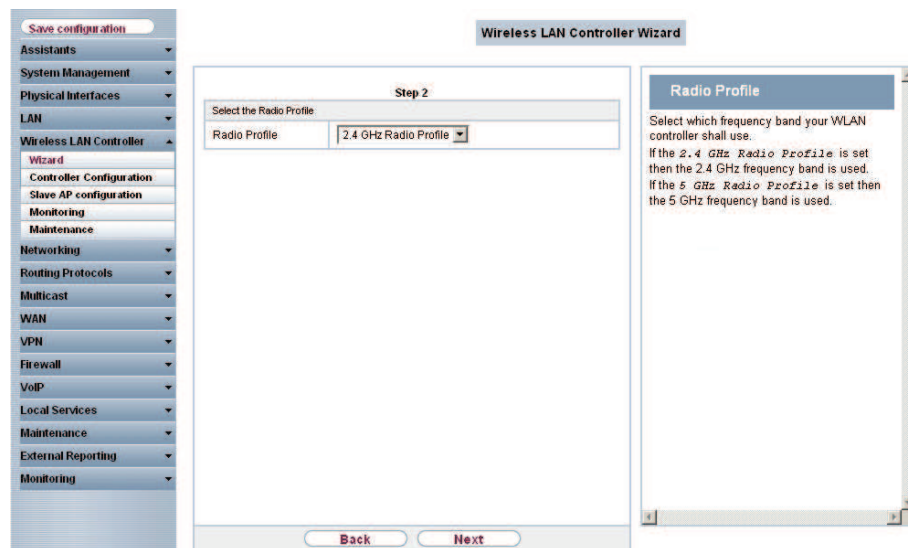 Save configuration
Assistants
System Management
Physical Interfaces
LAN
Wireless LAN Controller
Wizard
Controller Configuration
Slave AP configuration
Monitoring
Maintenance
Networking
Routing Protocols
Multicast
WAN
VPN
Firewall
VoIP
Local Services
Maintenance
External Reporting
Monitoring
Wireless LAN Controller Wizard
Step 2
Select the Radio Profile
Radio Profile 2.4 GHz Radio Profile
Back Next
Radio Profile
Select which frequency band your WLAN
controller shall use.
If the 2.4 GHz Radio Profile is set
then the 2.4 GHz frequency band is used.
If the 5 GHz Radio Profile is set then
the 5 GHz frequency band is used.